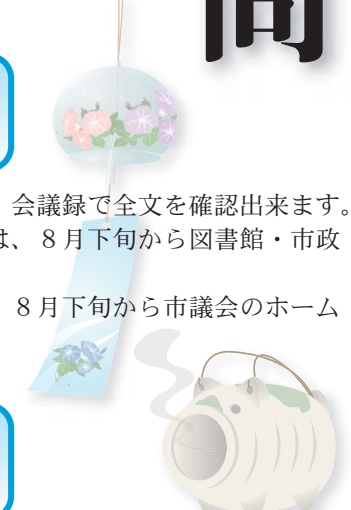 問
会議録で全文を確認出来ます。
は、８月下旬から図書館・市政
８月下旬から市議会のホーム